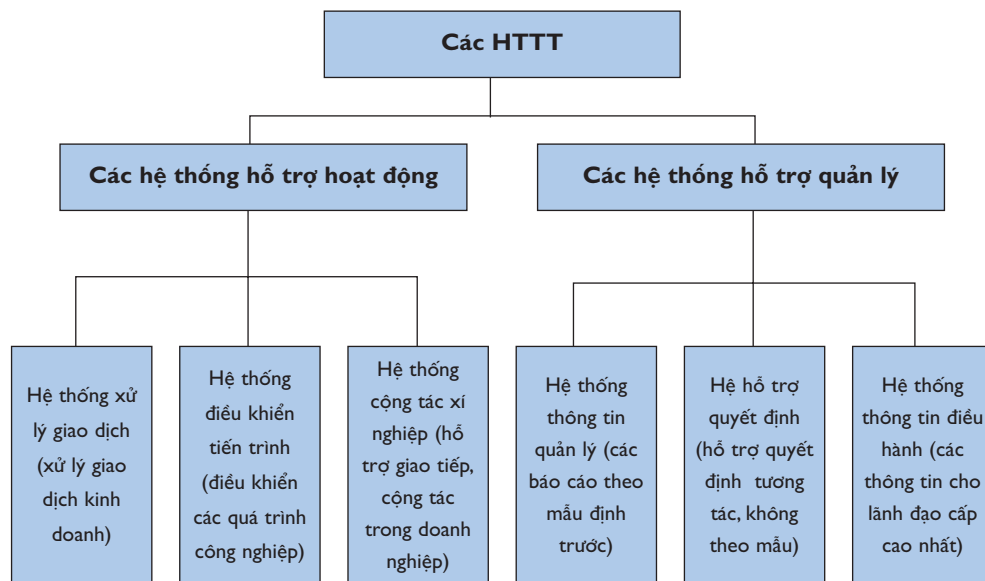 Các HTTT
Các hệ thống hỗ trợ hoạt động
Các hệ thống hỗ trợ quản lý
Hệ thống xử
lý giao dịch
(xử lý giao
dịch kinh
doanh)
Hệ thống
điều khiển
tiến trình
(điều khiển
các quá trình
công nghiệp)
Hệ thống
cộng tác xí
nghiệp (hỗ
trợ giao tiếp,
cộng tác
trong doanh
nghiệp)
Hệ thống
thông tin
quản lý (các
báo cáo theo
mẫu định
trước)
Hệ hỗ trợ
quyết định
(hỗ trợ quyết
định tương
tác, không
theo mẫu)
Hệ thống
thông tin điều
hành (các
thông tin cho
lãnh đạo cấp
cao nhất)